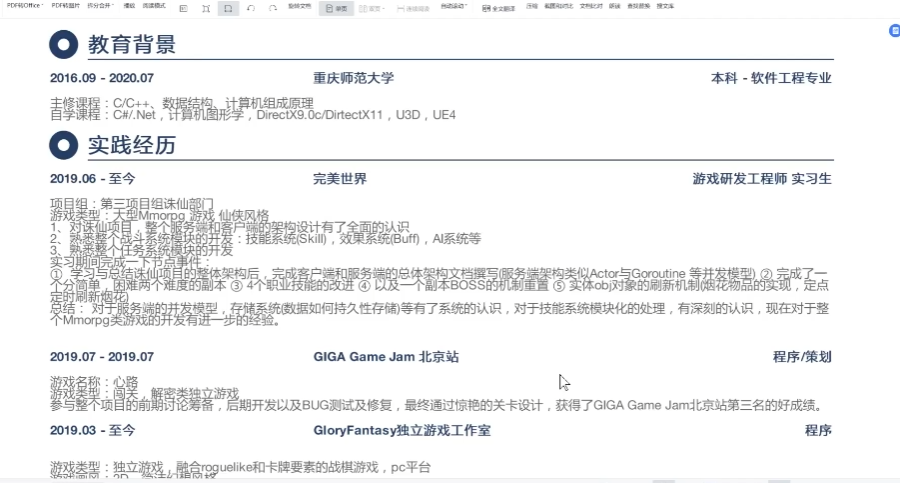 PDF转Office PDF转图片 拆分合并 播放 阅读模式 旋转文档 单页 双页 连续阅读 自动滚动 全文翻译 压缩 截图和对比 文档比对 朗读 查找替换
教育背景
2016.09 - 2020.07 重庆师范大学 本科 - 软件工程专业
主修课程：C/C++、数据结构、计算机组成原理
自学课程：C#/.Net，计算机图形学，DirectX9.0c/DirtectX11，U3D，UE4
实践经历
2019.06 - 至今 完美世界 游戏研发工程师 实习生
项目组：第三项目组诛仙部门
游戏类型：大型Mmorpg 游戏 仙侠风格
1、对诛仙项目，整个服务端和客户端的架构设计有了全面的认识
2、熟悉整个战斗系统模块的开发：技能系统(Skill)，效果系统(Buff)，AI系统等
3、熟悉整个任务系统模块的开发
实习期间完成一下节点事件：
① 学习与总结诛仙项目的整体架构后，完成客户端和服务端的总体架构文档撰写(服务端架构类似Actor与Goroutine 等并发模型) ② 完成了一
个分简单，困难两个难度的副本 ③ 4个职业技能的改进 ④ 以及一个副本BOSS的机制重置 ⑤ 实体obj对象的刷新机制(烟花物品的实现，定点
定时刷新烟花)
总结： 对于服务端的并发模型，存储系统(数据如何持久性存储)等有了系统的认识，对于技能系统模块化的处理，有深刻的认识，现在对于整
个Mmorpg类游戏的开发有进一步的经验。
2019.07 - 2019.07 GIGA Game Jam 北京站 程序/策划
游戏名称：心路
游戏类型：闯关，解密类独立游戏
参与整个项目的前期讨论筹备，后期开发以及BUG测试及修复，最终通过惊艳的关卡设计，获得了GIGA Game Jam北京站第三名的好成绩。
2019.03 - 至今 GloryFantasy独立游戏工作室 程序
游戏类型：独立游戏，融合roguelike和卡牌要素的战棋游戏，pc平台